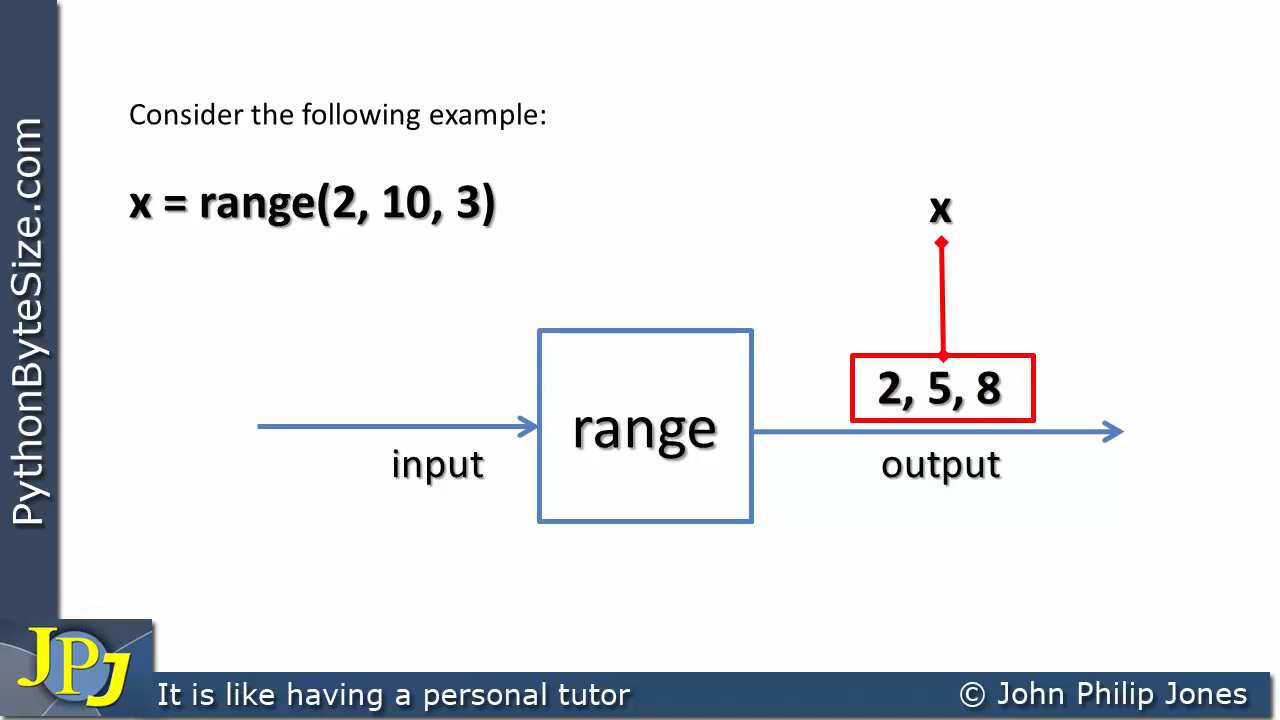 PythonByteSize.com
Consider the following example:
x = range(2, 10, 3)
x
2, 5, 8
range
input
output
JPJ
It is like having a personal tutor
© John Philip Jones